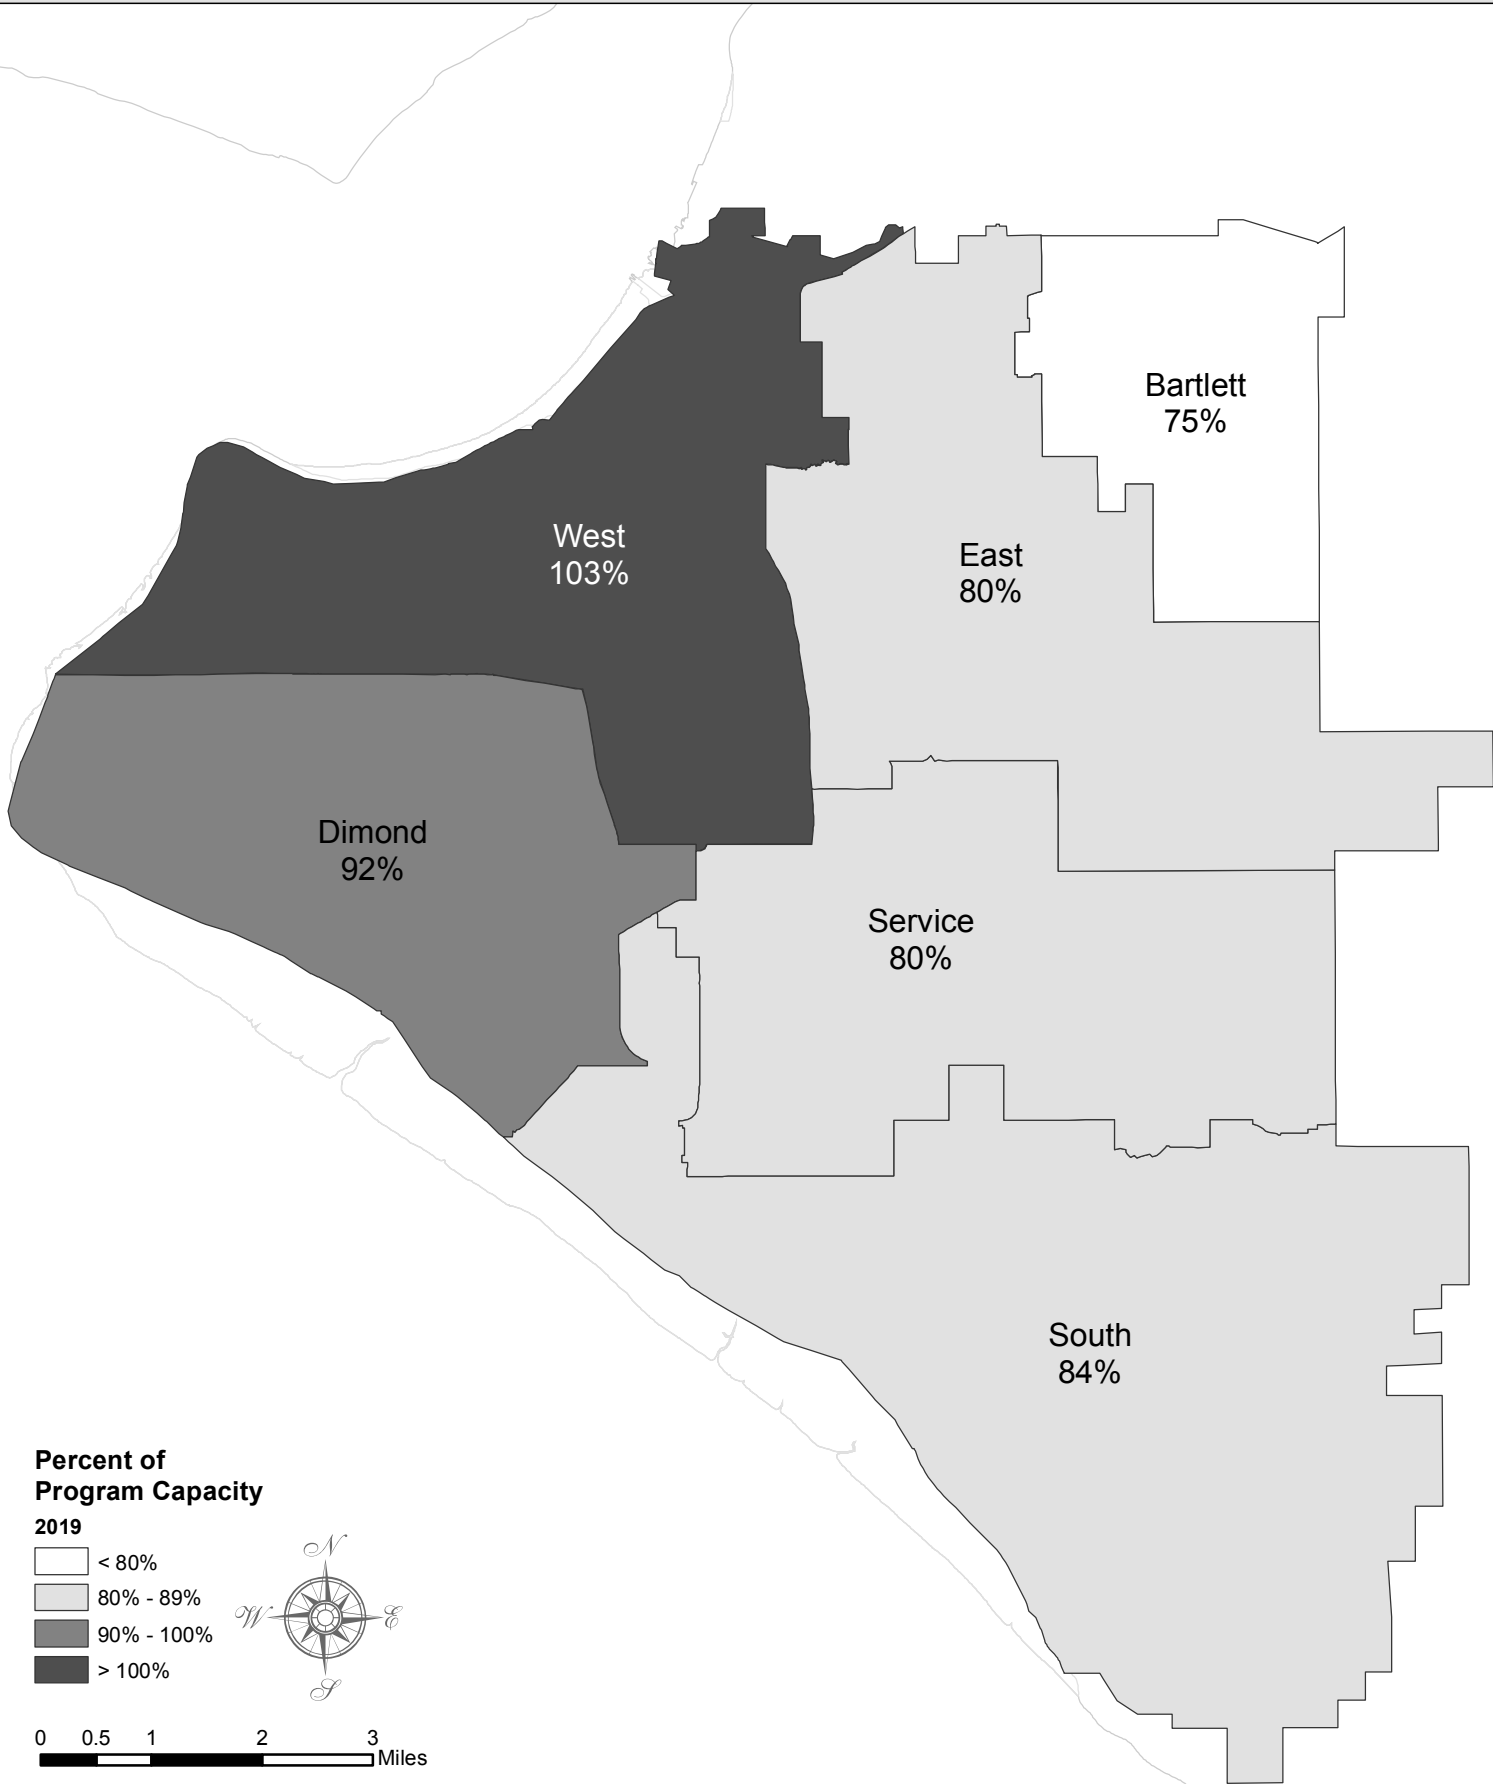 Bartlett
75%
West
103%
East
80%
Dimond
92%
Service
80%
South
84%
Percent of
Program Capacity
2019
< 80%
80% - 89%
90% - 100%
> 100%
N
W
E
S
0 0.5 1 2 3
Miles